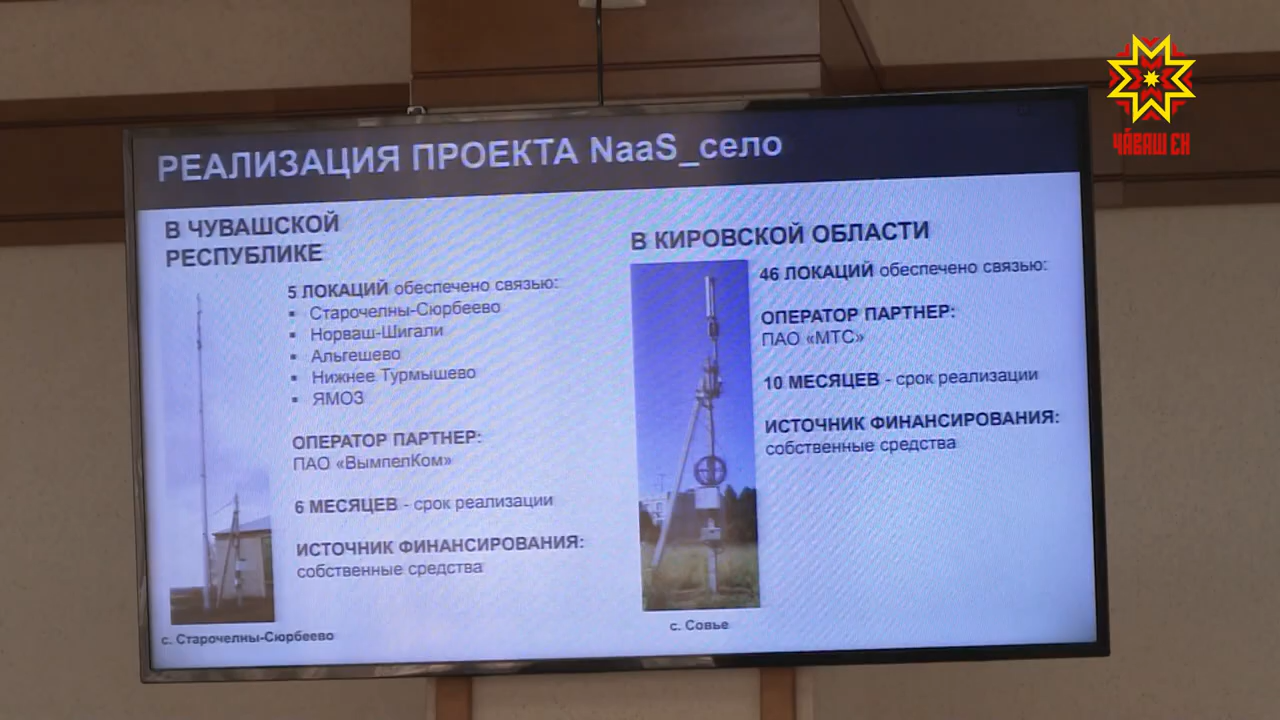 РЕАЛИЗАЦИЯ ПРОЕКТА NaaS_село
В ЧУВАШСКОЙ
РЕСПУБЛИКЕ
5 ЛОКАЦИЙ обеспечено связью:
▪ Старочелны-Сюрбеево
▪ Норваш-Шигали
▪ Альгешево
▪ Нижнее Турмышево
▪ ЯМОЗ
ОПЕРАТОР ПАРТНЕР:
ПАО «ВымпелКом»
6 МЕСЯЦЕВ - срок реализации
ИСТОЧНИК ФИНАНСИРОВАНИЯ:
собственные средства
с. Старочелны-Сюрбеево
В КИРОВСКОЙ ОБЛАСТИ
46 ЛОКАЦИЙ обеспечено связью:
ОПЕРАТОР ПАРТНЕР:
ПАО «МТС»
10 МЕСЯЦЕВ - срок реализации
ИСТОЧНИК ФИНАНСИРОВАНИЯ:
собственные средства
с. Совье
ЧӐВАШ ЕН